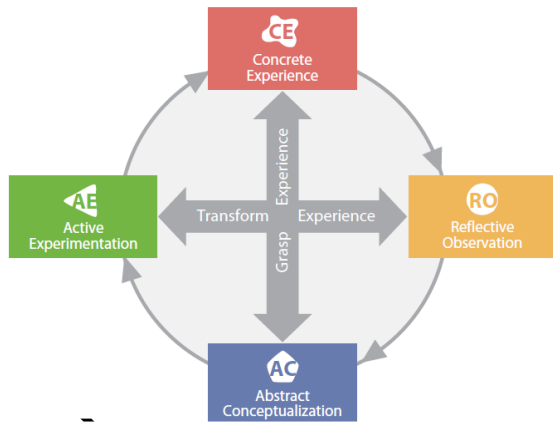 CE
Concrete
Experience
AE
Active
Experimentation
Transform Experience
Grasp Experience
RO
Reflective
Observation
AC
Abstract
Conceptualization